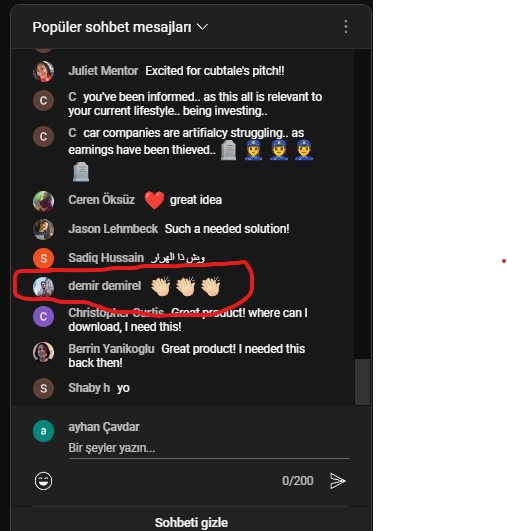 Popüler sohbet mesajları
Juliet Mentor Excited for cubtale's pitch!!
C C you've been informed.. as this all is relevant to
your current lifestyle.. being investing..
C C car companies are artifialcy struggling.. as
earnings have been thieved.. 🪦 👮 👮 👮
🪦
Ceren Öksüz ❤️ great idea
Jason Lehmbeck Such a needed solution!
S Sadiq Hussain ويش ذا الهرار
demir demirel 👏🏻 👏🏻 👏🏻
C Christopher Curtis Great product! where can I
download, I need this!
Berrin Yanikoglu Great product! I needed this
back then!
S Shaby h yo
a ayhan Çavdar
Bir şeyler yazın...
0/200
Sohbeti gizle